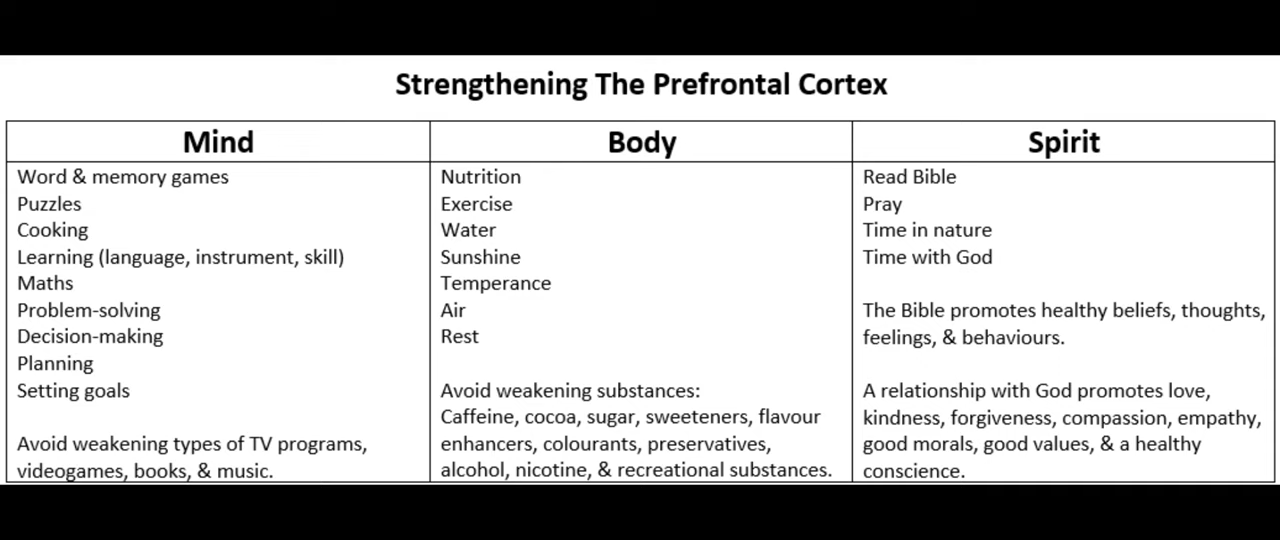 Strengthening The Prefrontal Cortex
Mind
Word & memory games
Puzzles
Cooking
Learning (language, instrument, skill)
Maths
Problem-solving
Decision-making
Planning
Setting goals
Avoid weakening types of TV programs,
videogames, books, & music.
Body
Nutrition
Exercise
Water
Sunshine
Temperance
Air
Rest
Avoid weakening substances:
Caffeine, cocoa, sugar, sweeteners, flavour
enhancers, colourants, preservatives,
alcohol, nicotine, & recreational substances.
Spirit
Read Bible
Pray
Time in nature
Time with God
The Bible promotes healthy beliefs, thoughts,
feelings, & behaviours.
A relationship with God promotes love,
kindness, forgiveness, compassion, empathy,
good morals, good values, & a healthy
conscience.